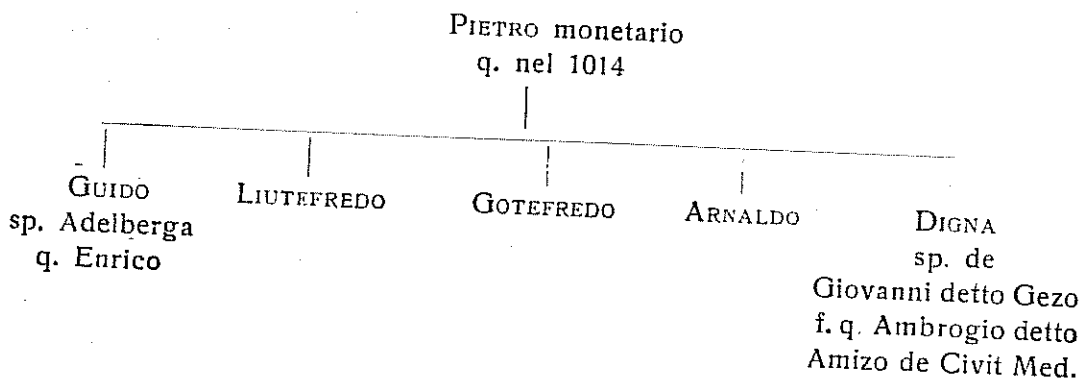 PIETRO monetario
q. nel 1014
GUIDO
sp. Adelberga
q. Enrico
LIUTEFREDO
GOTEFREDO
ARNALDO
DIGNA
sp. de
Giovanni detto Gezo
f. q. Ambrogio detto
Amizo de Civit Med.